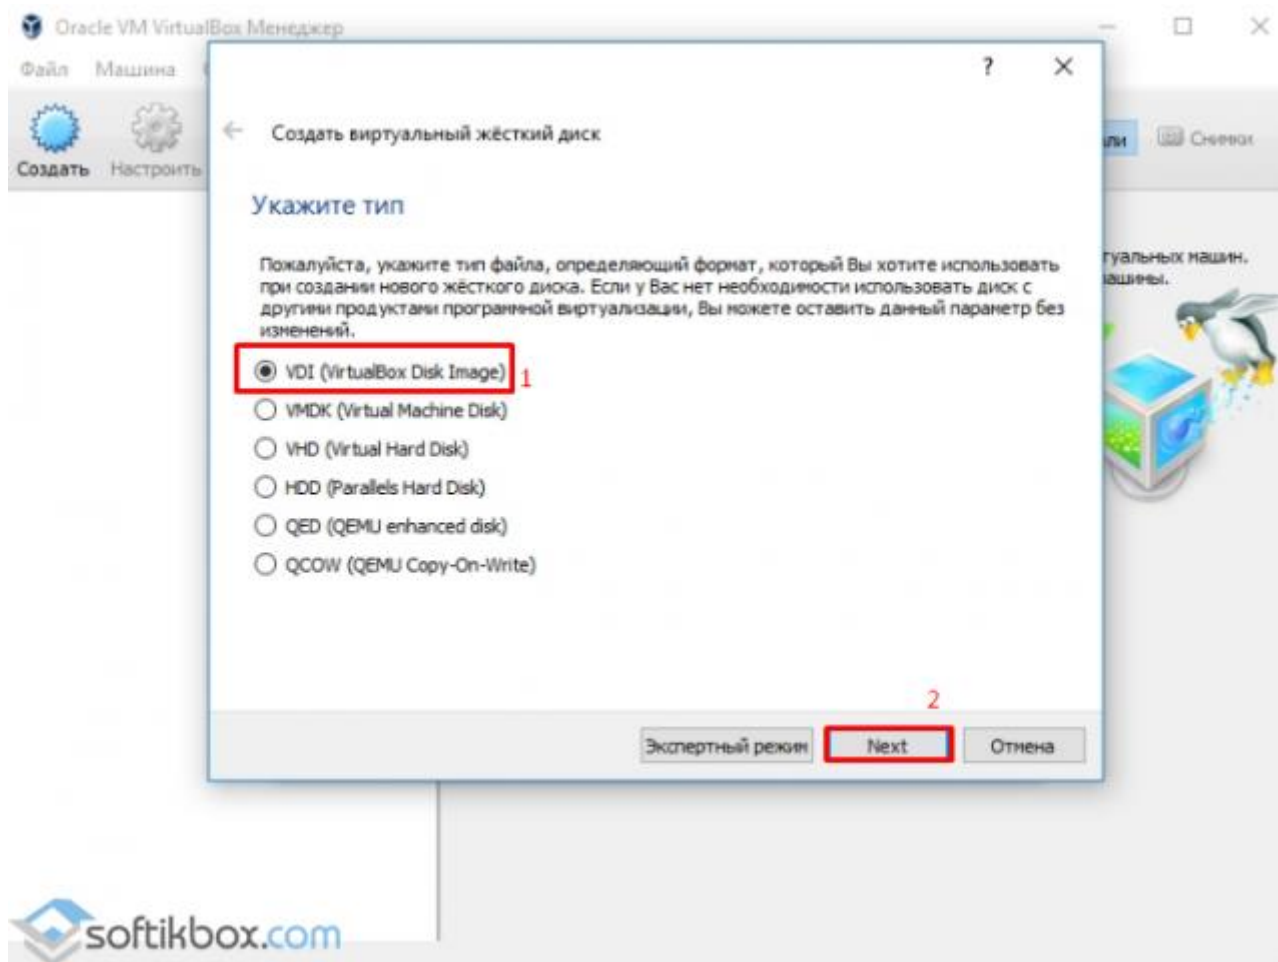 Oracle VM VirtualBox Менеджер
Файл Машина
? ×
Создать виртуальный жёсткий диск
Создать Настроить
Снимки
Укажите тип
Пожалуйста, укажите тип файла, определяющий формат, который Вы хотите использовать
при создании нового жёсткого диска. Если у Вас нет необходимости использовать диск с
другими продуктами программной виртуализации, Вы можете оставить данный параметр без
изменений.
VDI (VirtualBox Disk Image) 1
VMDK (Virtual Machine Disk)
VHD (Virtual Hard Disk)
HDD (Parallels Hard Disk)
QED (QEMU enhanced disk)
QCOW (QEMU Copy-On-Write)
2
Экспертный режим Next Отмена
softikbox.com